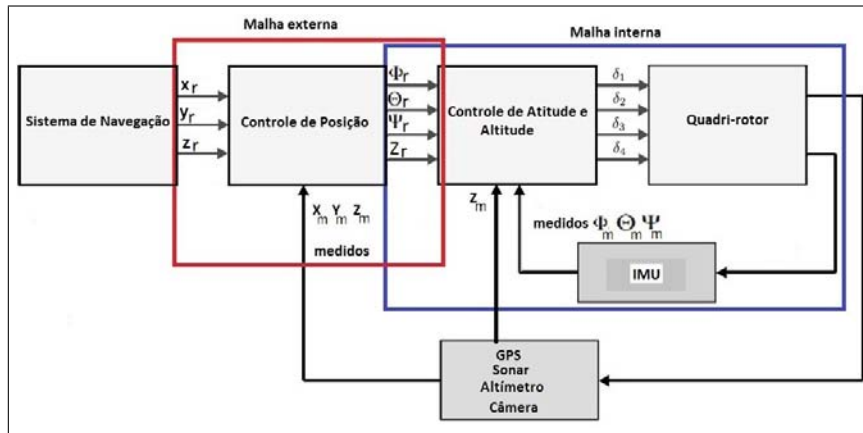 Malha externa
Malha interna
Sistema de Navegação
x_r
y_r
z_r
Controle de Posição
Φ_r
Θ_r
Ψ_r
Z_r
Controle de Atitude e
Altitude
δ_1
δ_2
δ_3
δ_4
Quadri-rotor
X_m Y_m Z_m
medidos
Z_m
medidos Φ_m Θ_m Ψ_m
IMU
GPS
Sonar
Altímetro
Câmera